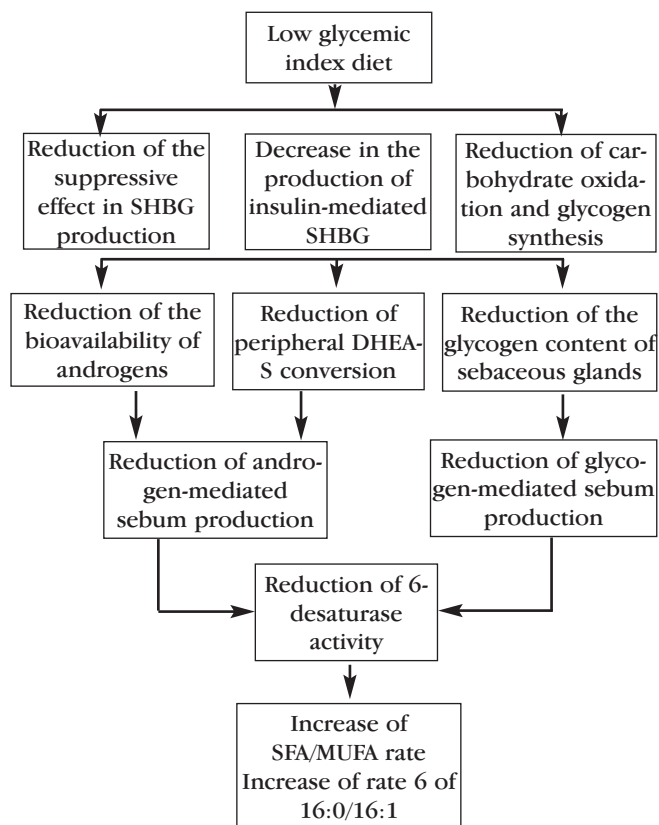 Low glycemic
index diet
Reduction of the
suppressive
effect in SHBG
production
Decrease in the
production of
insulin-mediated
SHBG
Reduction of car-
bohydrate oxida-
tion and glycogen
synthesis
Reduction of the
bioavailability of
androgens
Reduction of
peripheral DHEA-
S conversion
Reduction of the
glycogen content of
sebaceous glands
Reduction of andro-
gen-mediated
sebum production
Reduction of glyco-
gen-mediated sebum
production
Reduction of 6-
desaturase
activity
Increase of
SFA/MUFA rate
Increase of rate 6 of
16:0/16:1